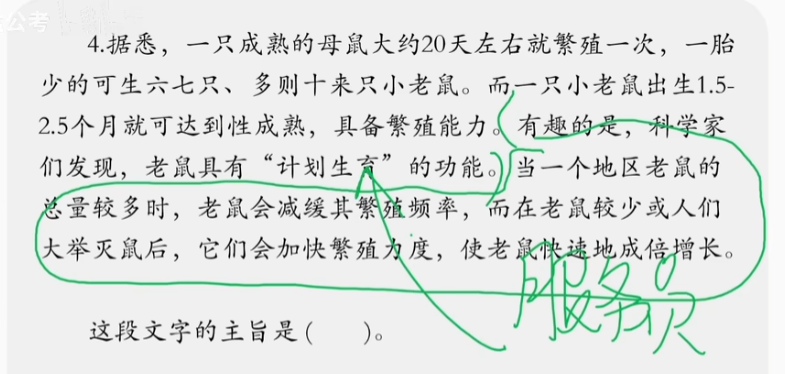 公考
4.据悉，一只成熟的母鼠大约20天左右就繁殖一次，一胎
少的可生六七只、多则十来只小老鼠。而一只小老鼠出生1.5-
2.5个月就可达到性成熟，具备繁殖能力。有趣的是，科学家
们发现，老鼠具有“计划生育”的功能。当一个地区老鼠的
总量较多时，老鼠会减缓其繁殖频率，而在老鼠较少或人们
大举灭鼠后，它们会加快繁殖力度，使老鼠快速地成倍增长。
服务员
这段文字的主旨是（　　）。